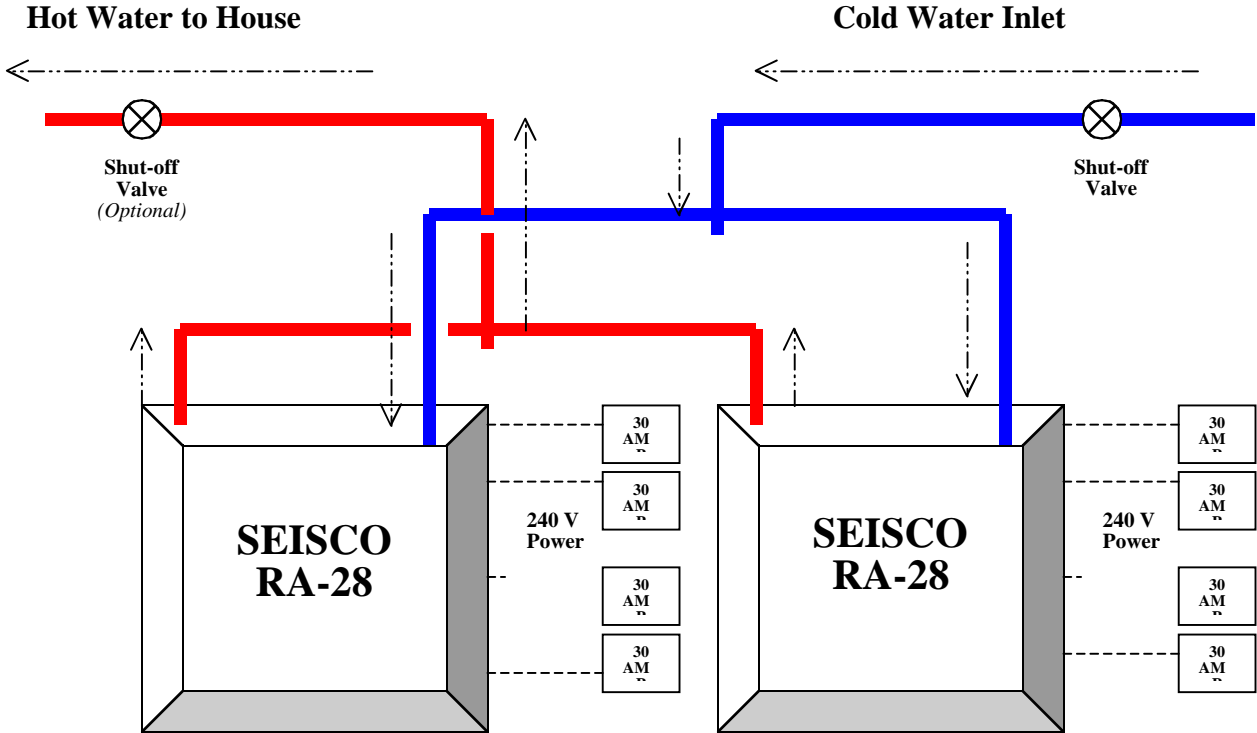 Hot Water to House
Cold Water Inlet
Shut-off
Valve
(Optional)
Shut-off
Valve
30
AM
30
AM
240 V
Power
30
AM
30
AM
SEISCO
RA-28
30
AM
30
AM
240 V
Power
30
AM
30
AM
SEISCO
RA-28